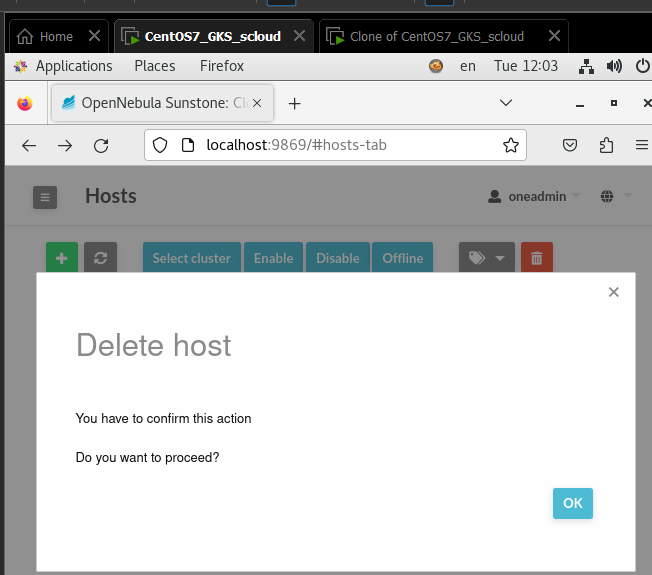 Home
CentOS7_GKS_scloud
Clone of CentOS7_GKS_scloud
Applications Places Firefox en Tue 12:03
OpenNebula Sunstone: Cl
localhost:9869/#hosts-tab
Hosts
oneadmin
Select cluster
Enable
Disable
Offline
Delete host
You have to confirm this action
Do you want to proceed?
OK